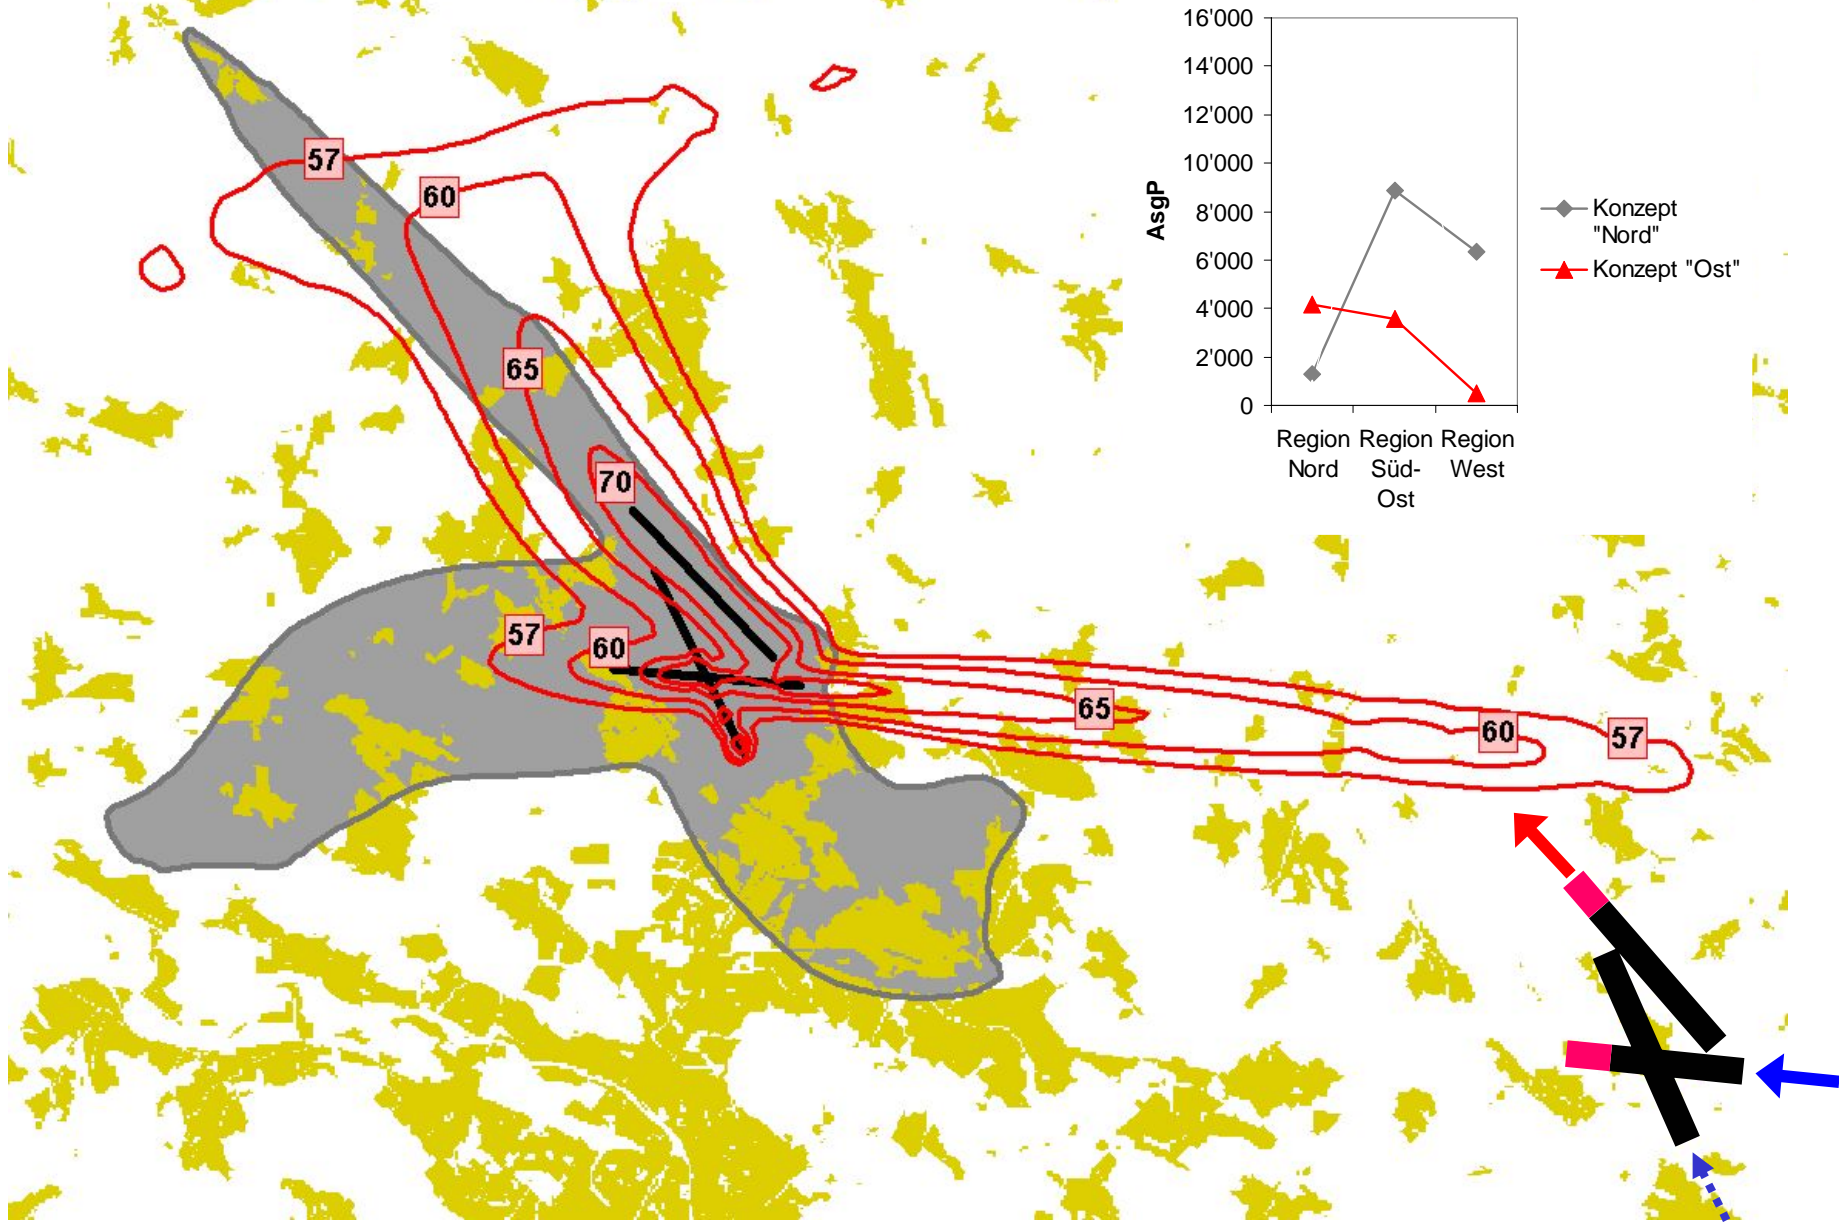 16'000
14'000
12'000
10'000
8'000
6'000
4'000
2'000
0
AsgP
Region Region Region
Nord Süd- West
Ost
Konzept
"Nord"
Konzept "Ost"
57
60
65
70
57
60
65
60
57